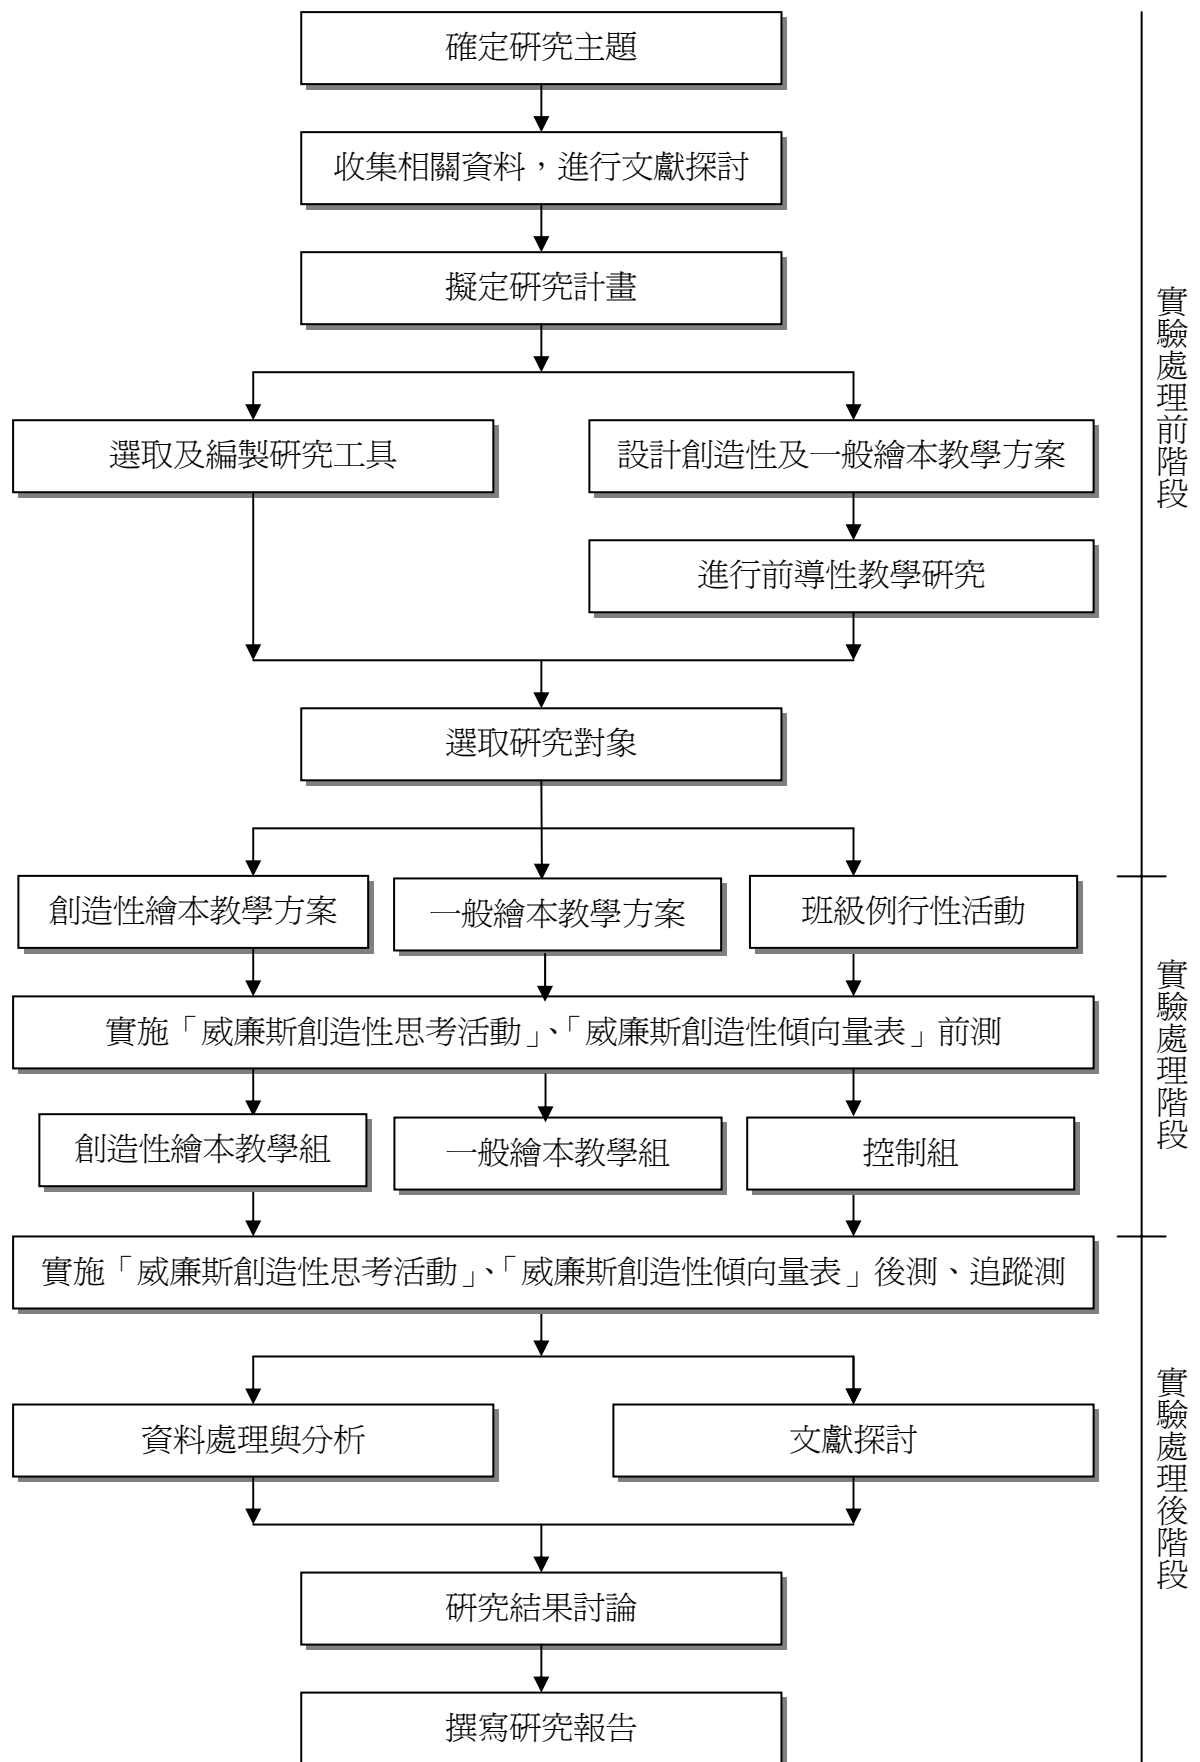 確定研究主題
收集相關資料，進行文獻探討
擬定研究計畫
選取及編製研究工具
設計創造性及一般繪本教學方案
進行前導性教學研究
選取研究對象
實驗處理前階段
創造性繪本教學方案
一般繪本教學方案
班級例行性活動
實施「威廉斯創造性思考活動」、「威廉斯創造性傾向量表」前測
創造性繪本教學組
一般繪本教學組
控制組
實驗處理階段
實施「威廉斯創造性思考活動」、「威廉斯創造性傾向量表」後測、追蹤測
資料處理與分析
文獻探討
研究結果討論
撰寫研究報告
實驗處理後階段